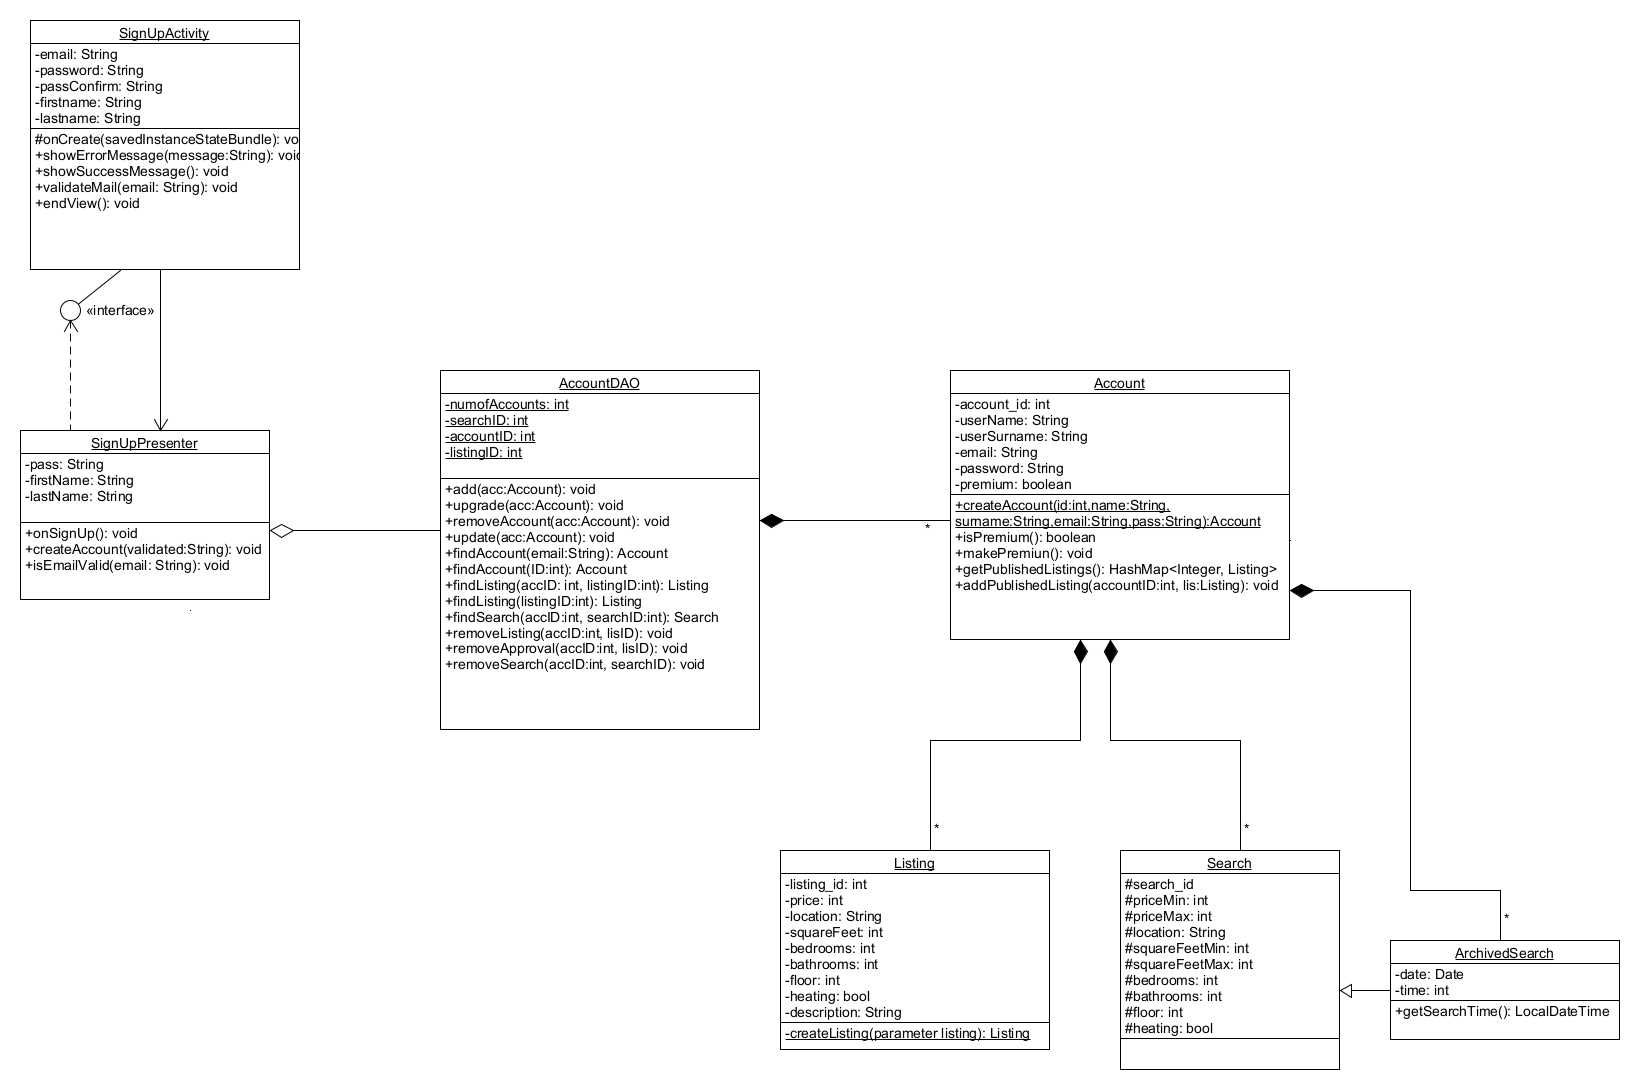 SignUpActivity
-email: String
-password: String
-passConfirm: String
-firstname: String
-lastname: String
#onCreate(savedInstanceStateBundle): vo
+showErrorMessage(message:String): void
+showSuccessMessage(): void
+validateMail(email: String): void
+endView(): void
«interface»
SignUpPresenter
-pass: String
-firstName: String
-lastName: String
+onSignUp(): void
+createAccount(validated:String): void
+isEmailValid(email: String): void
AccountDAO
-numofAccounts: int
-searchID: int
-accountID: int
-listingID: int
+add(acc:Account): void
+upgrade(acc:Account): void
+removeAccount(acc:Account): void
+update(acc:Account): void
+findAccount(email:String): Account
+findAccount(ID:int): Account
+findListing(accID: int, listingID:int): Listing
+findListing(listingID:int): Listing
+findSearch(accID:int, searchID:int): Search
+removeListing(accID:int, lisID): void
+removeApproval(accID:int, lisID): void
+removeSearch(accID:int, searchID): void
*
Account
-account_id: int
-userName: String
-userSurname: String
-email: String
-password: String
-premium: boolean
+createAccount(id:int,name:String,
surname:String,email:String,pass:String):Account
+isPremium(): boolean
+makePremiun(): void
+getPublishedListings(): HashMap<Integer, Listing>
+addPublishedListing(accountID:int, lis:Listing): void
*
Listing
-listing_id: int
-price: int
-location: String
-squareFeet: int
-bedrooms: int
-bathrooms: int
-floor: int
-heating: bool
-description: String
-createListing(parameter listing): Listing
*
Search
#search_id
#priceMin: int
#priceMax: int
#location: String
#squareFeetMin: int
#squareFeetMax: int
#bedrooms: int
#bathrooms: int
#floor: int
#heating: bool
*
ArchivedSearch
-date: Date
-time: int
+getSearchTime(): LocalDateTime